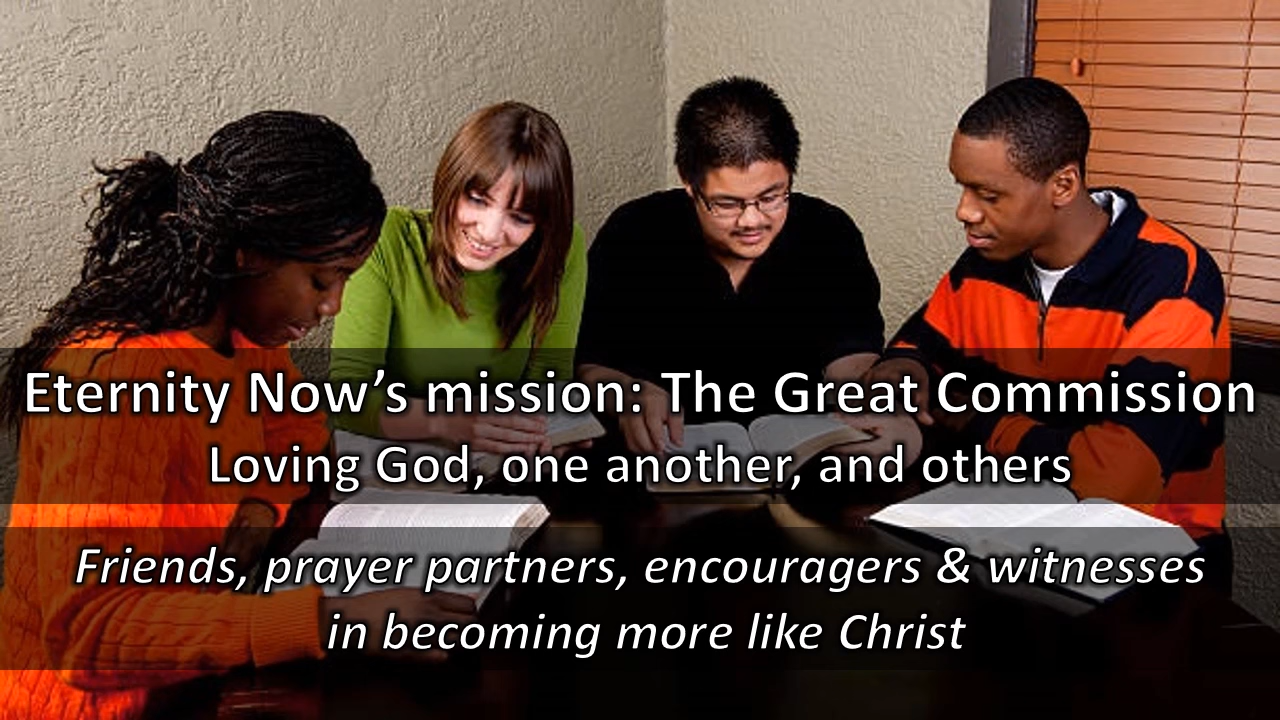 Eternity Now’s mission: The Great Commission
Loving God, one another, and others
Friends, prayer partners, encouragers & witnesses
in becoming more like Christ